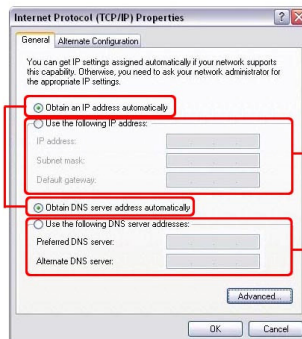 Internet Protocol (TCP/IP) Properties
General
Alternate Configuration
You can get IP settings assigned automatically if your network supports
this capability. Otherwise, you need to ask your network administrator for
the appropriate IP settings.
Obtain an IP address automatically
Use the following IP address:
IP address:
Subnet mask:
Default gateway:
Obtain DNS server address automatically
Use the following DNS server addresses:
Preferred DNS server:
Alternate DNS server:
Advanced...
OK
Cancel